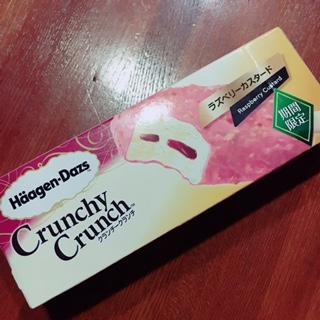 Häagen-Dazs
Crunchy
Crunch™
クランチークランチ
ラズベリーカスタード
Raspberry Custard
期間
限定